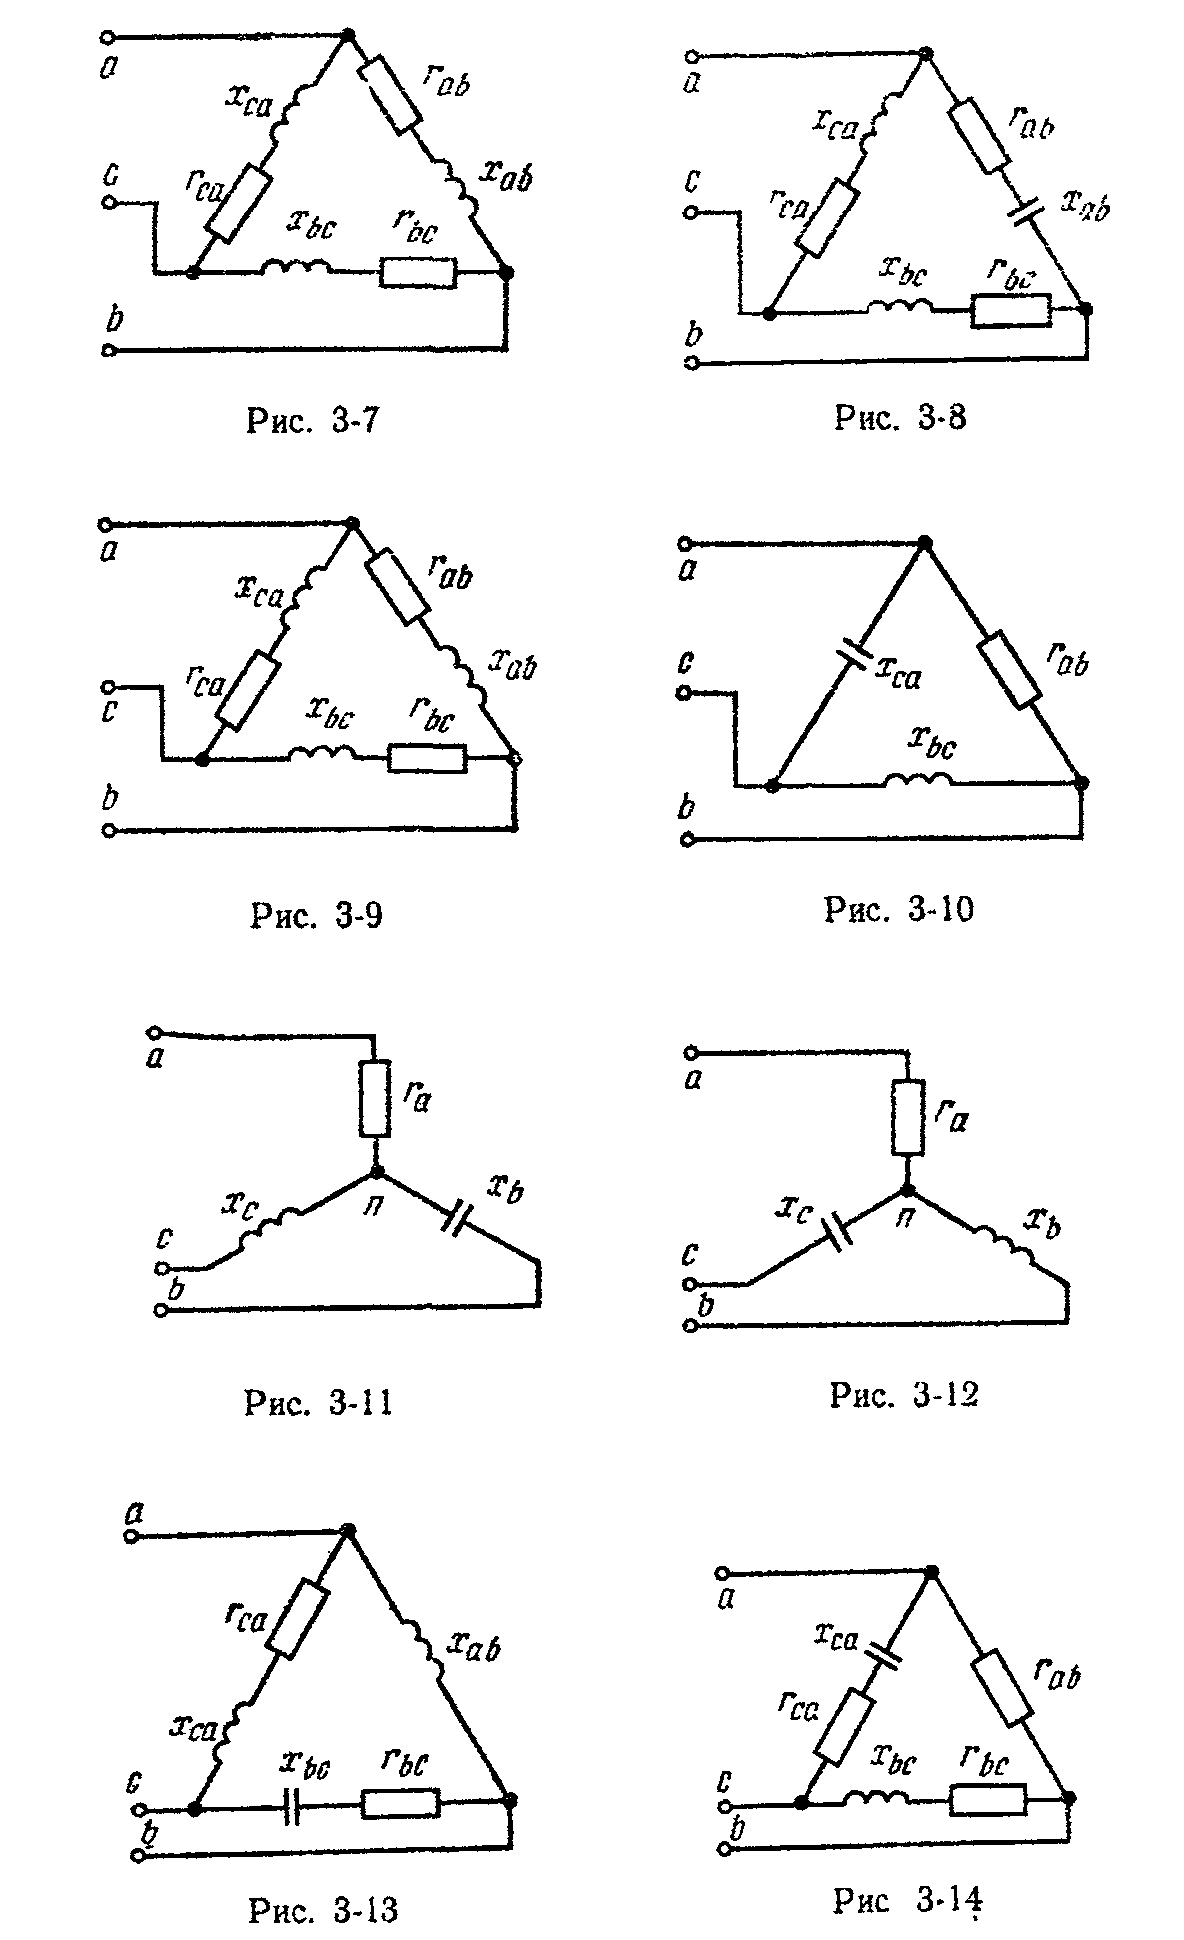 a
x_ca
r_ab
c
r_ca
x_ab
x_bc
r_bc
b
Рис. 3-7
a
x_ca
r_ab
c
r_ca
x_ab
x_bc
r_bc
b
Рис. 3-8
a
x_ca
r_ab
c
r_ca
x_ab
x_bc
r_bc
b
Рис. 3-9
a
c
x_ca
r_ab
x_bc
b
Рис. 3-10
a
r_a
x_c
n
x_b
c
b
Рис. 3-11
a
r_a
x_c
n
x_b
c
b
Рис. 3-12
a
r_ca
x_ab
x_ca
x_bc
r_bc
c
b
Рис. 3-13
a
x_ca
r_ab
r_ca
x_bc
r_bc
c
b
Рис 3-14